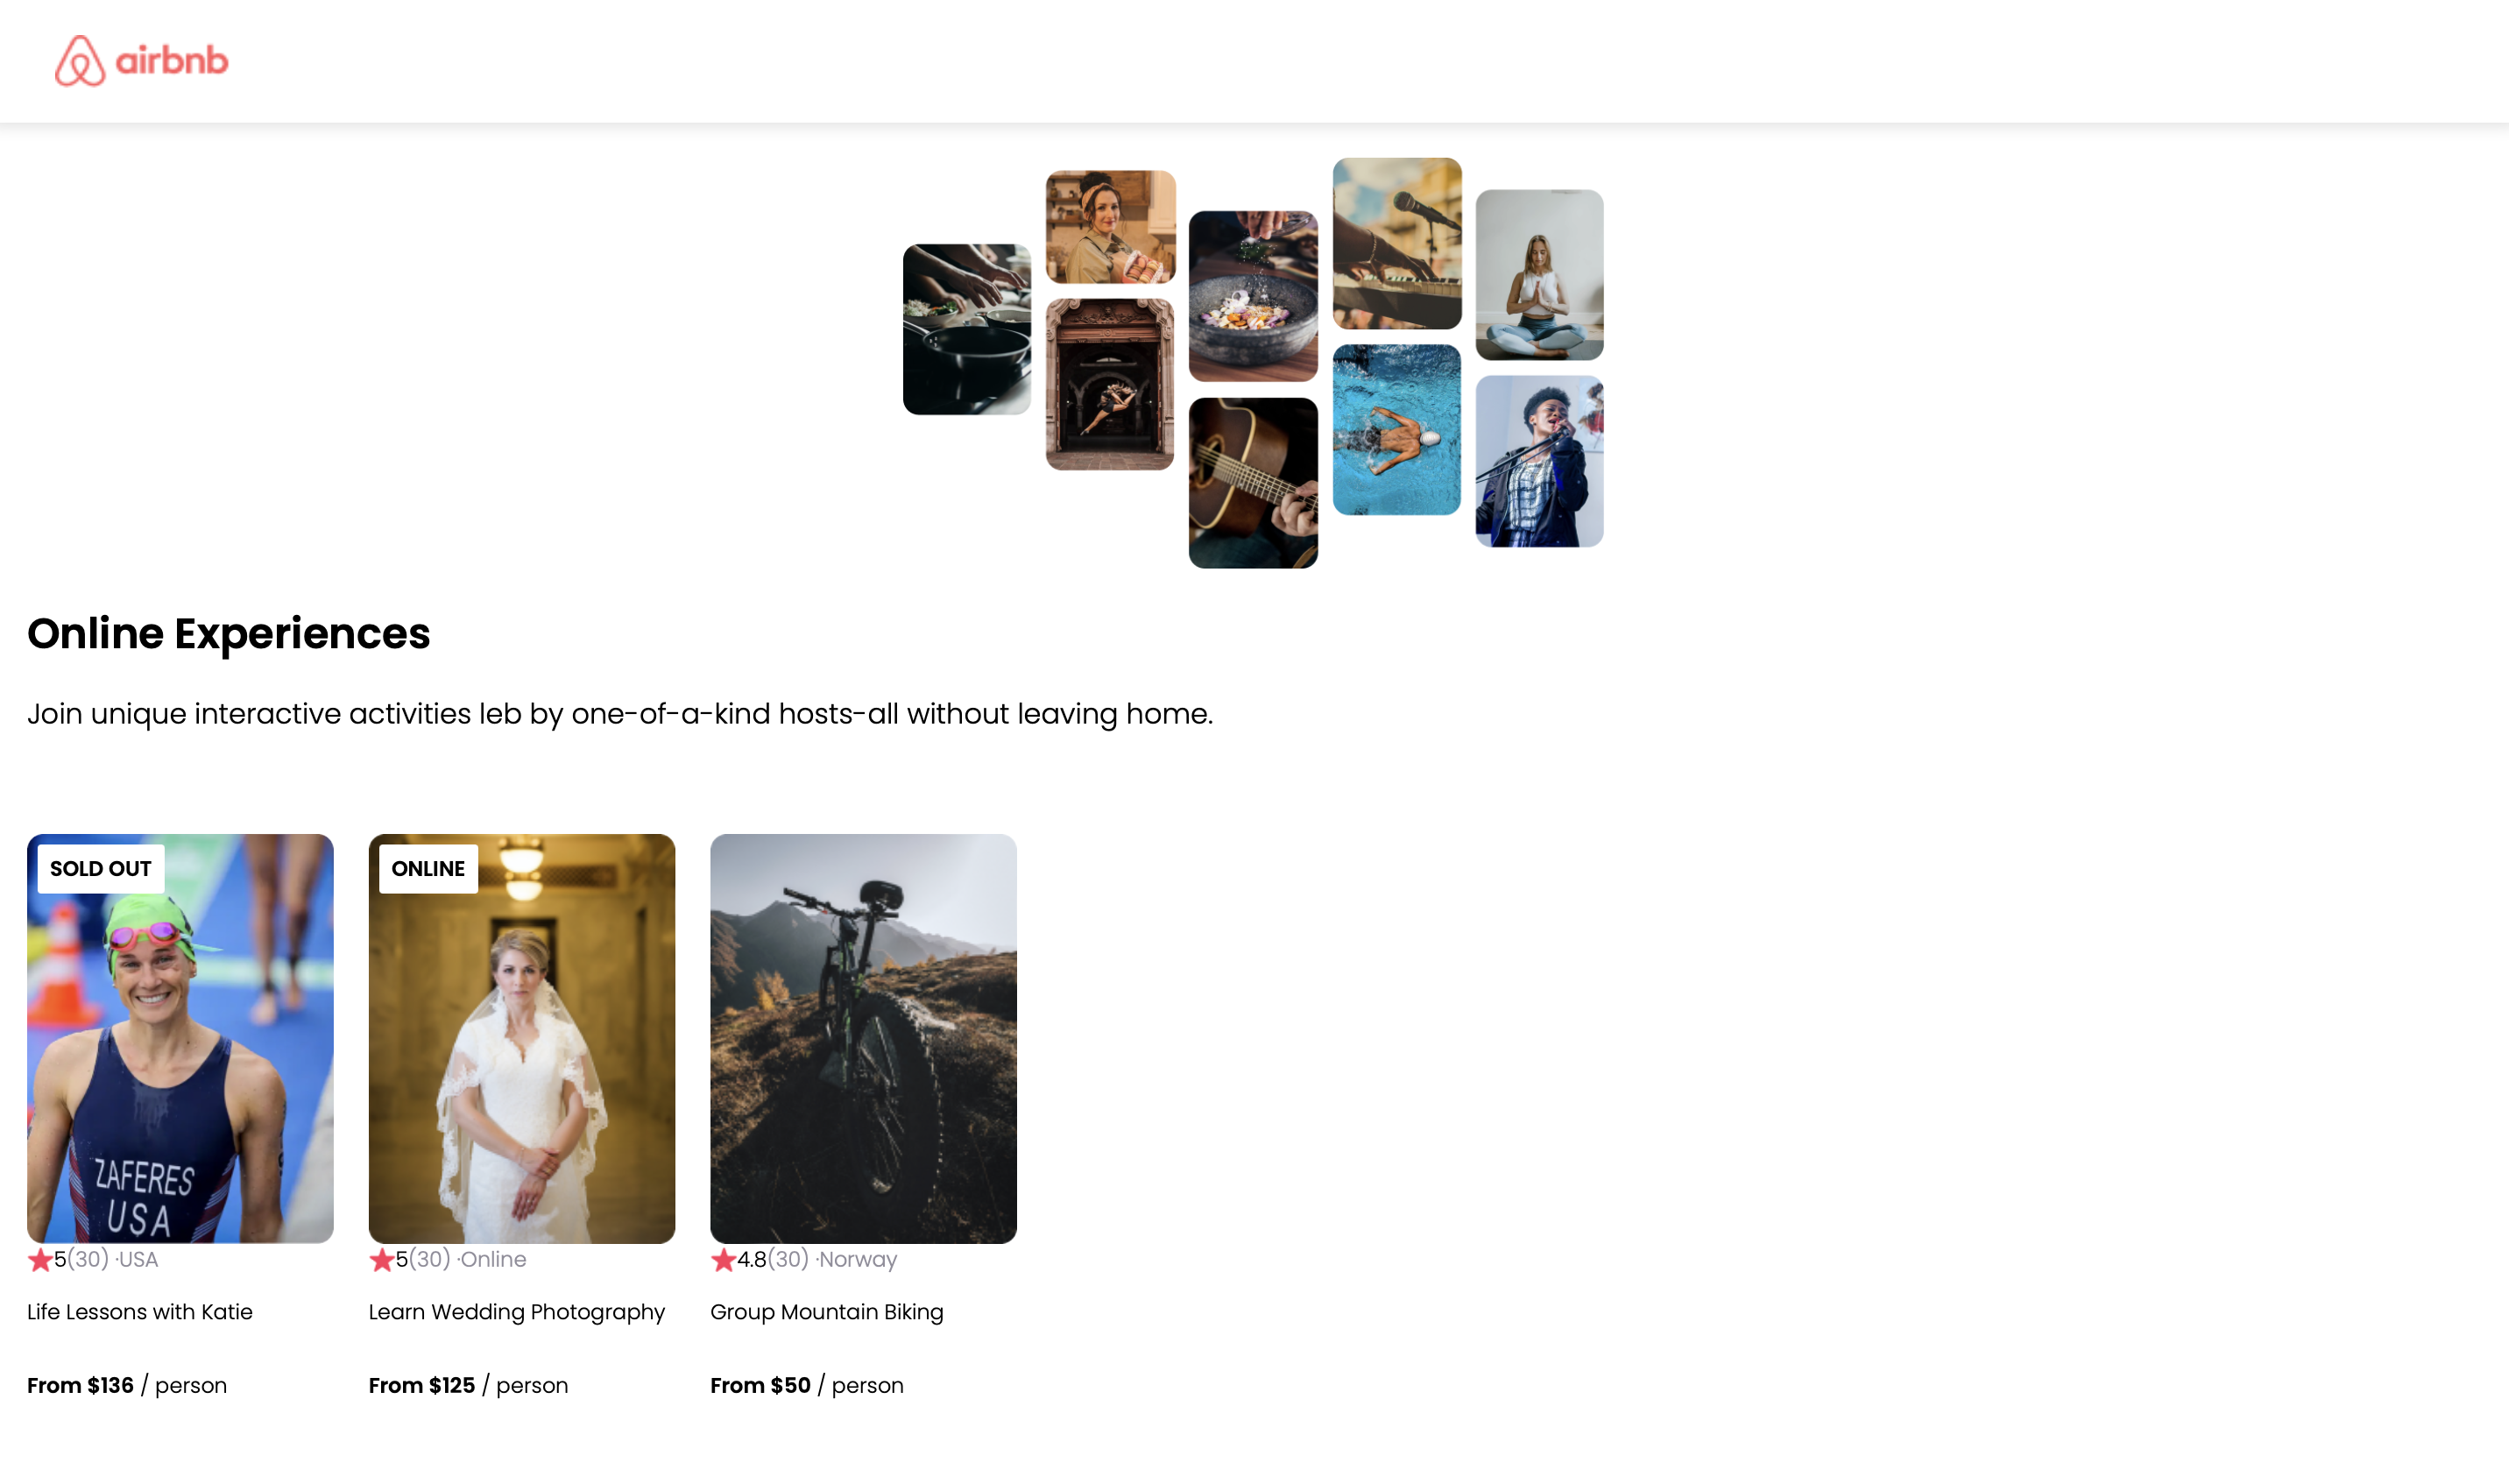 airbnb
Online Experiences
Join unique interactive activities leb by one-of-a-kind hosts-all without leaving home.
SOLD OUT
ZAFERES
USA
5(30) ·USA
Life Lessons with Katie
From $136 / person
ONLINE
5(30) ·Online
Learn Wedding Photography
From $125 / person
4.8(30) ·Norway
Group Mountain Biking
From $50 / person